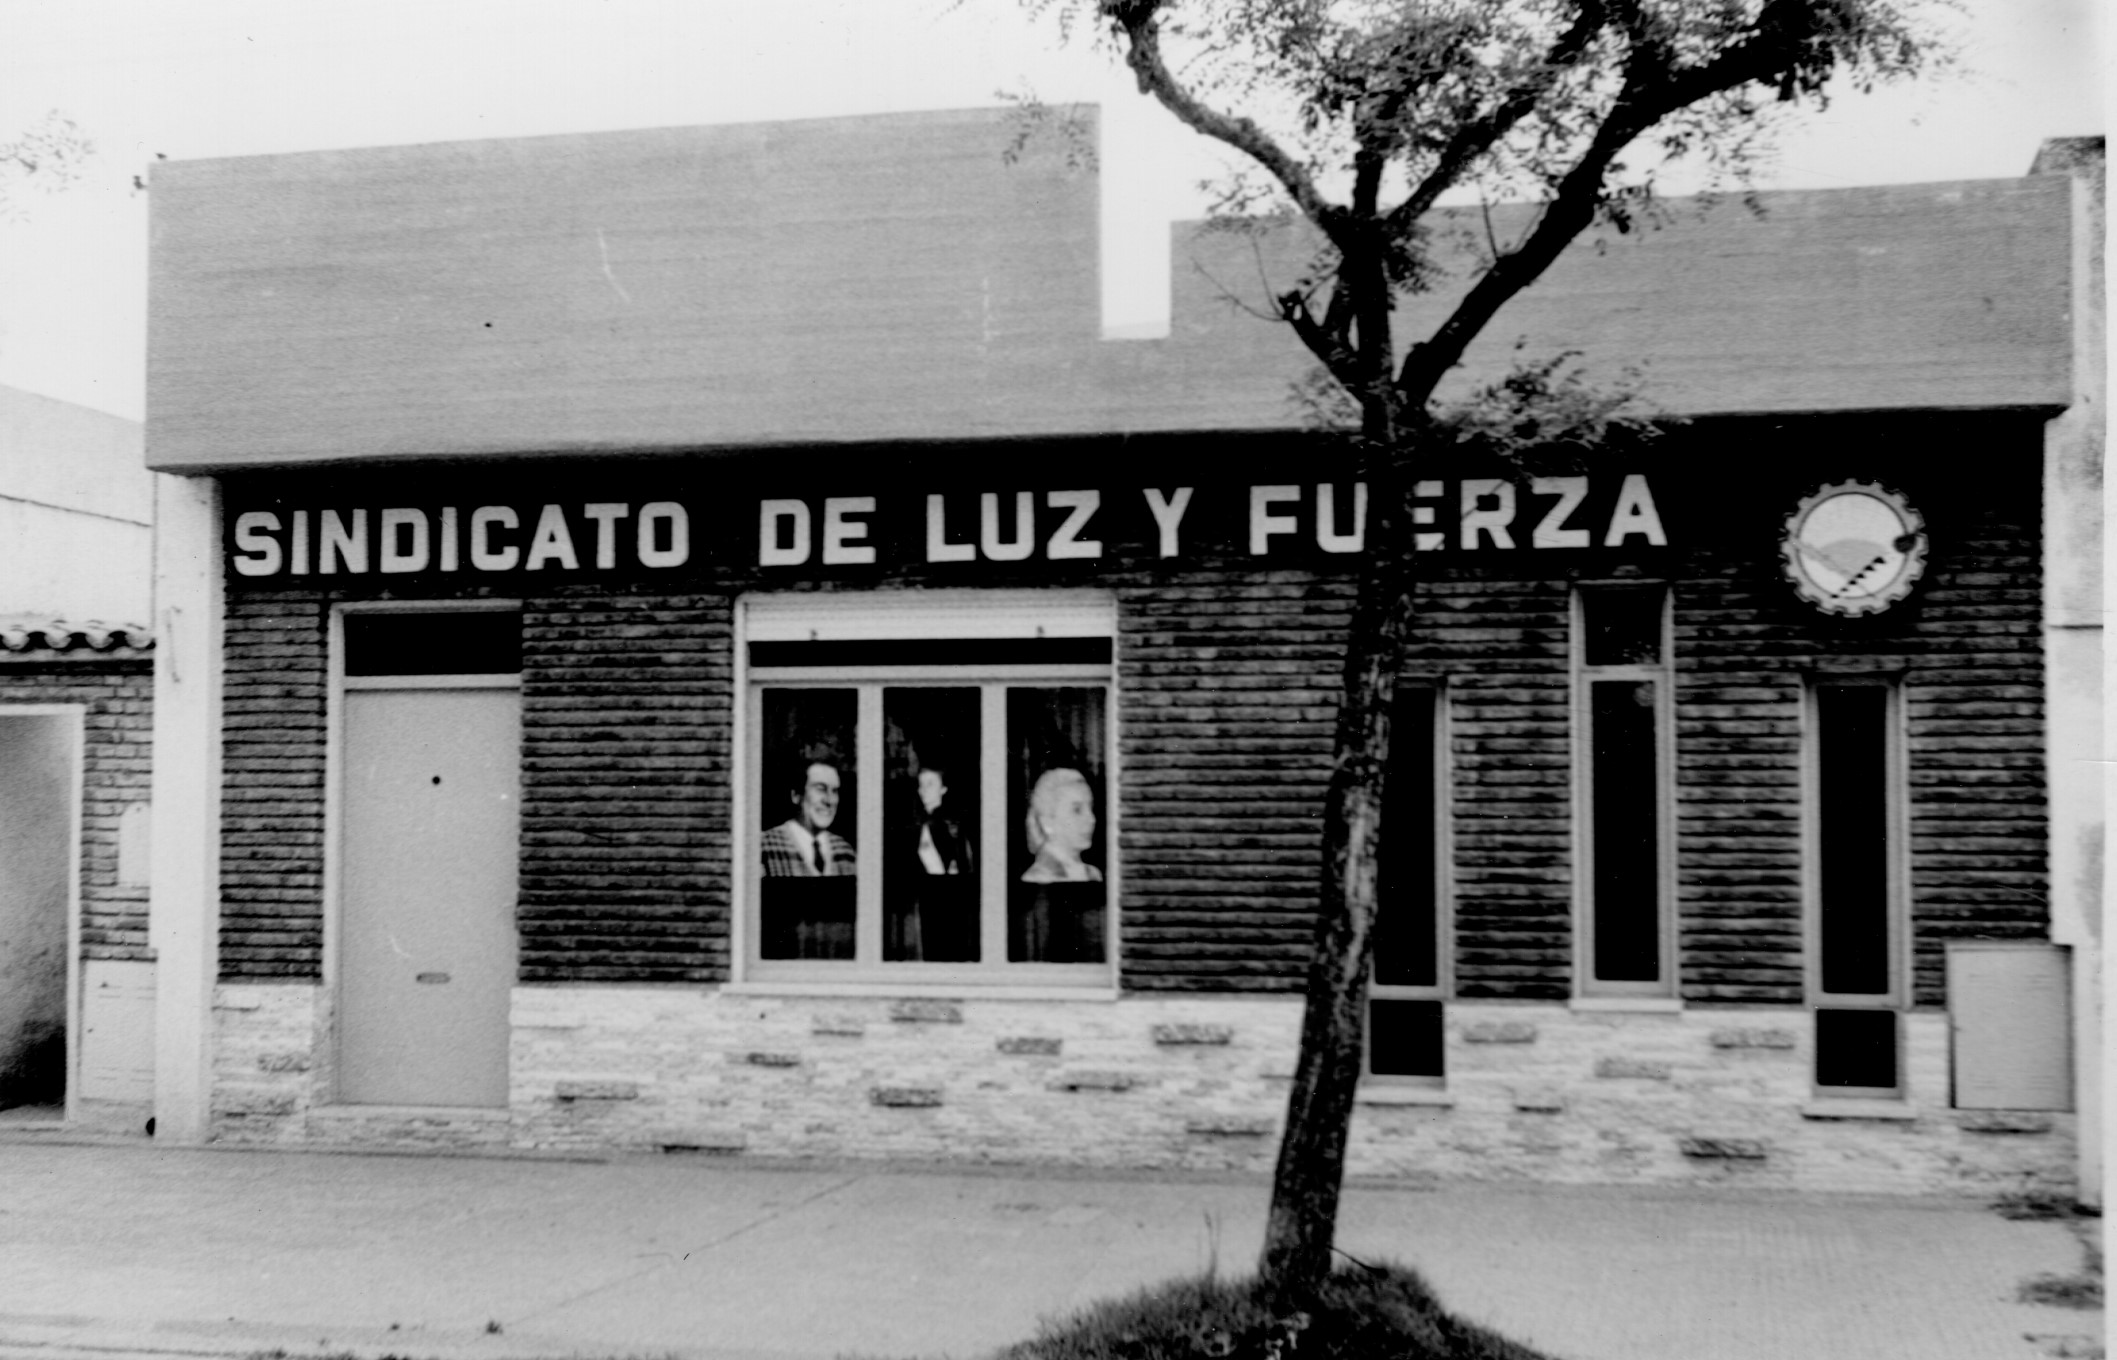 SINDICATO DE LUZ Y FUERZA